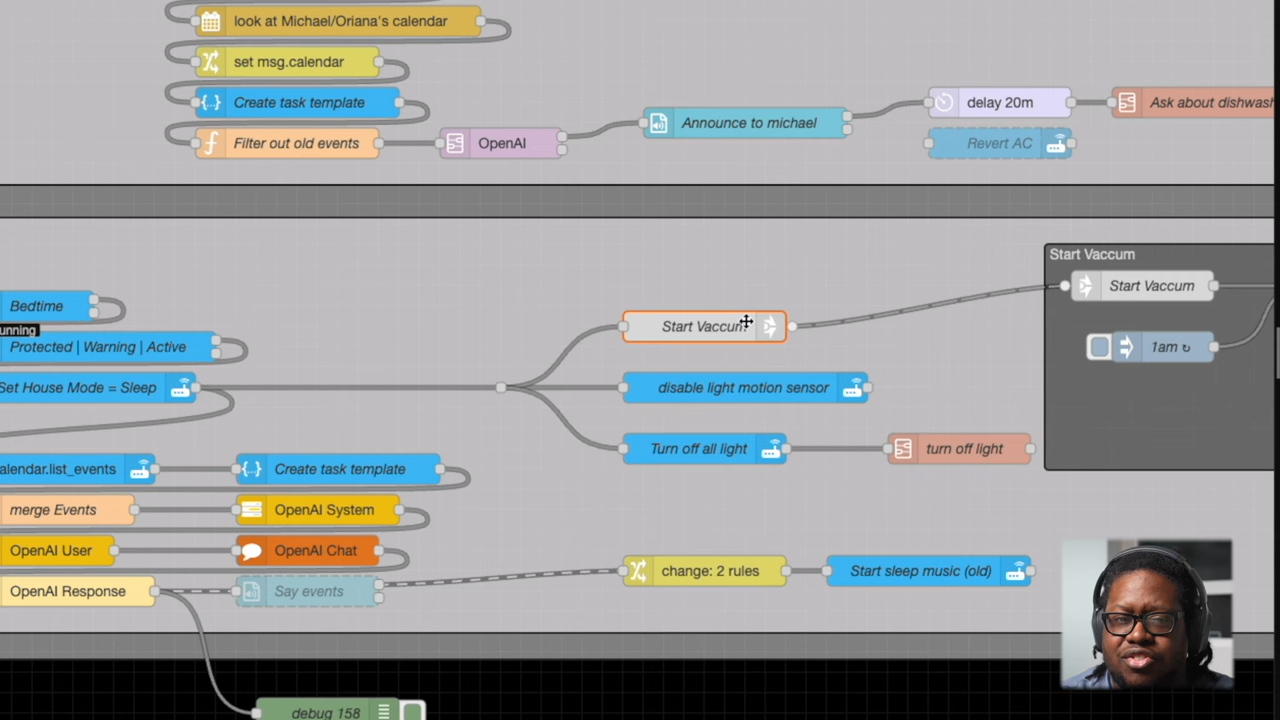 look at Michael/Oriana's calendar
set msg.calendar
Create task template
delay 20m
Ask about dishwash
Announce to michael
Filter out old events
OpenAI
Revert AC
Start Vaccum
Start Vaccum
Bedtime
Start Vaccum
unning
Protected | Warning | Active
1am ↻
Set House Mode = Sleep
disable light motion sensor
Turn off all light
turn off light
alendar.list_events
Create task template
merge Events
OpenAI System
OpenAI User
OpenAI Chat
change: 2 rules
Start sleep music (old)
OpenAI Response
Say events
debug 158